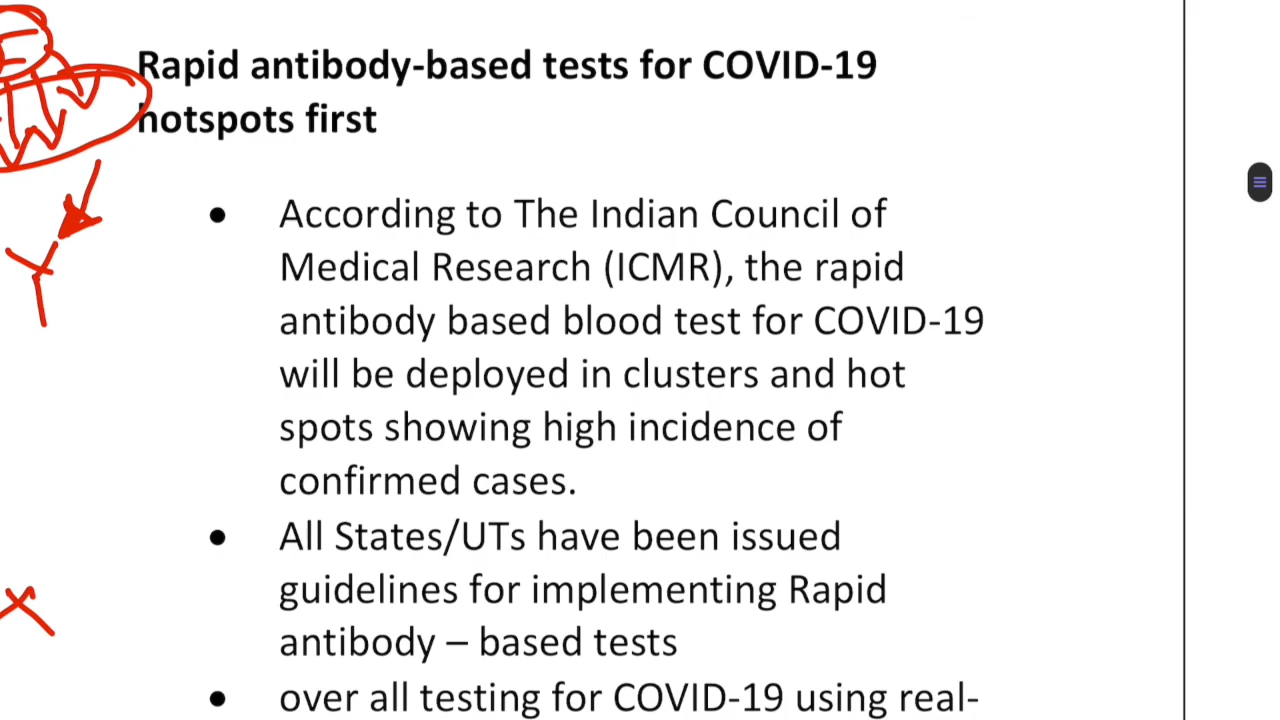 Rapid antibody-based tests for COVID-19
hotspots first
• According to The Indian Council of
Medical Research (ICMR), the rapid
antibody based blood test for COVID-19
will be deployed in clusters and hot
spots showing high incidence of
confirmed cases.
• All States/UTs have been issued
guidelines for implementing Rapid
antibody – based tests
• over all testing for COVID-19 using real-